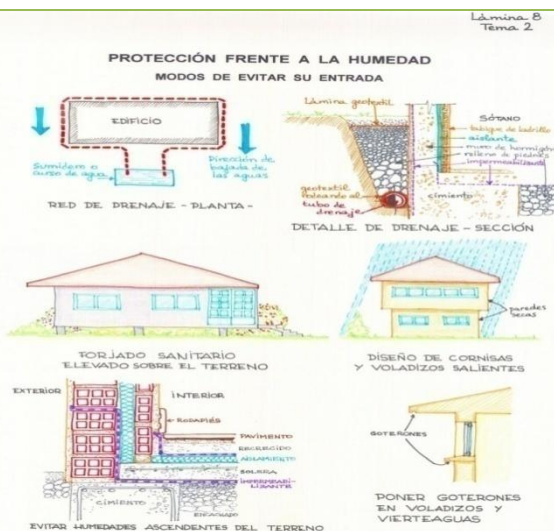 Lámina 8
Tema 2
PROTECCIÓN FRENTE A LA HUMEDAD
MODOS DE EVITAR SU ENTRADA
EDIFICIO
Sumidero o
curso de agua
Dirección de
bajada de
las aguas
RED DE DRENAJE - PLANTA -
Lámina geotextil
SÓTANO
tabique de ladrillo
aislante
muro de hormigón
relleno de piedras
impermeabilizante
geotextil
rodeando al
tubo de
drenaje
cimiento
DETALLE DE DRENAJE - SECCIÓN
FORJADO SANITARIO
ELEVADO SOBRE EL TERRENO
paredes
secas
DISEÑO DE CORNISAS
Y VOLADIZOS SALIENTES
EXTERIOR
INTERIOR
RODAPIÉS
PAVIMENTO
RECRECIDO
AISLAMIENTO
SOLERA
IMPERMEABI-
LIZANTE
CIMIENTO
ENCACHADO
EVITAR HUMEDADES ASCENDENTES DEL TERRENO
GOTERONES
PONER GOTERONES
EN VOLADIZOS Y
VIERTEAGUAS